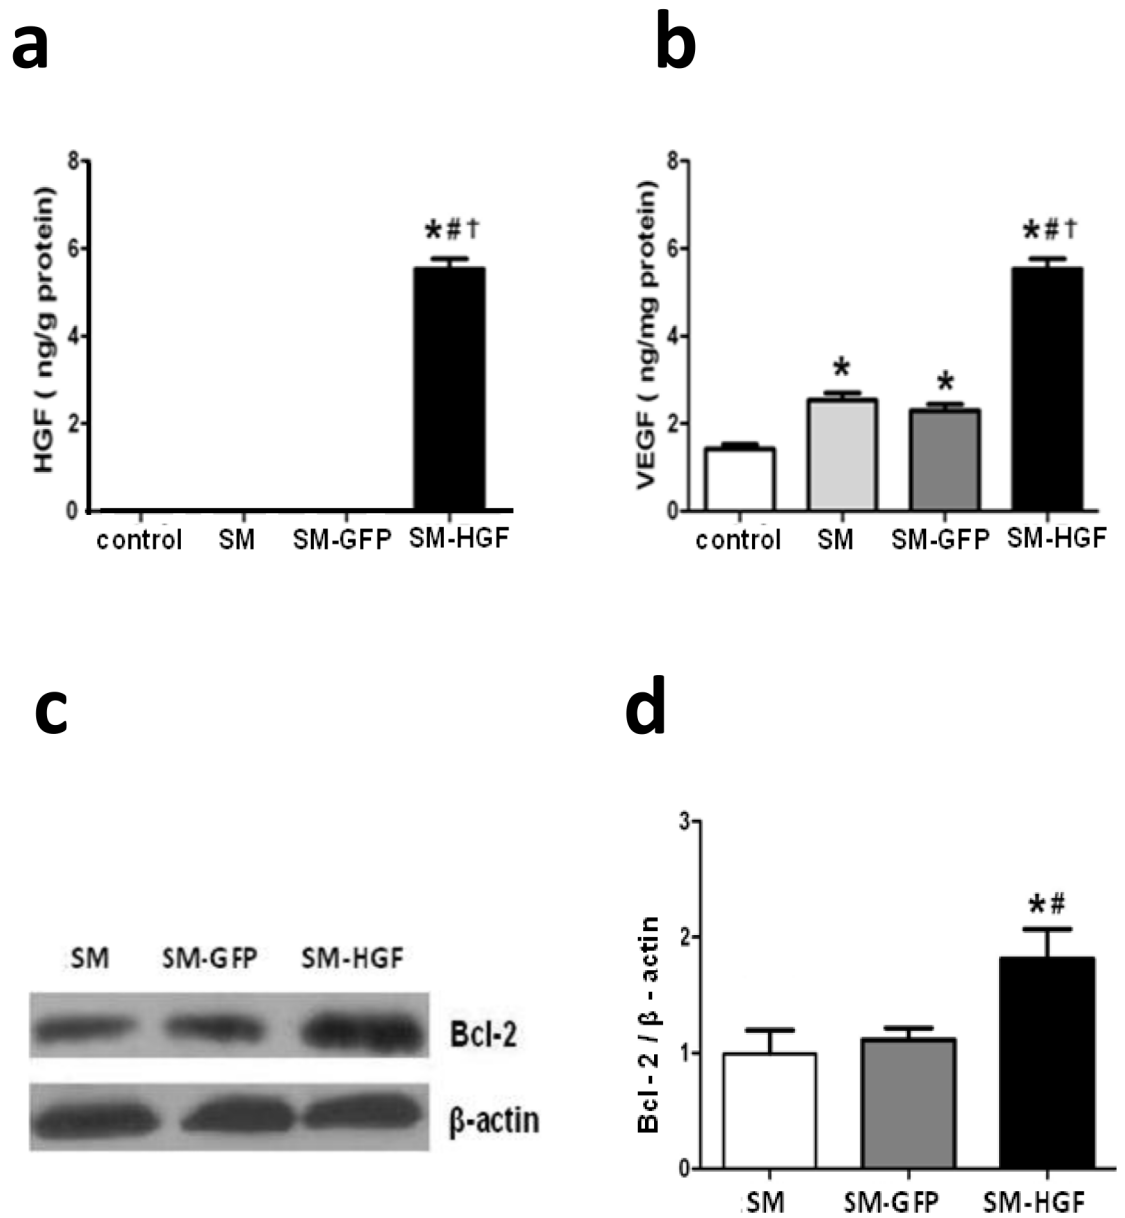 a
HGF ( ng/g protein)
8
6
4
2
0
*#†
control SM SM-GFP SM-HGF
b
VEGF ( ng/mg protein)
8
6
4
2
0
*
*
*#†
control SM SM-GFP SM-HGF
c
SM SM-GFP SM-HGF
Bcl-2
β-actin
d
Bcl - 2 / β - actin
3
2
1
0
*#
SM SM-GFP SM-HGF